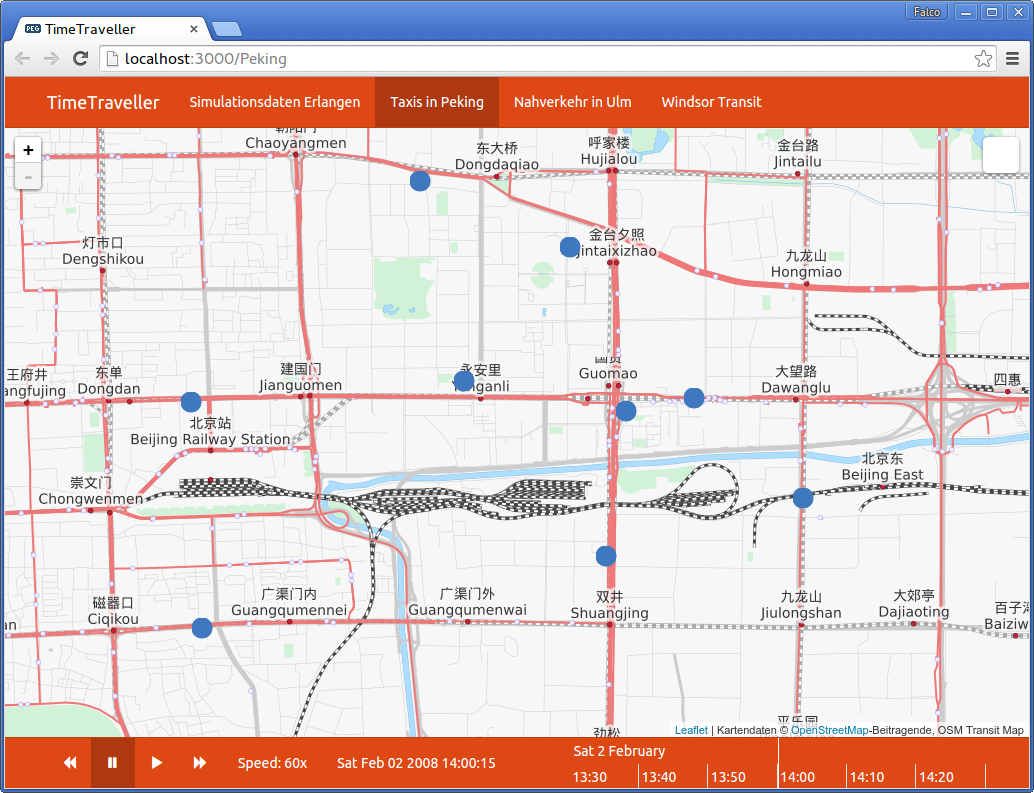 Falco
PEG TimeTraveller
localhost:3000/Peking
TimeTraveller Simulationsdaten Erlangen Taxis in Peking Nahverkehr in Ulm Windsor Transit
+
-
朝阳门
Chaoyangmen
东大桥
Dongdaqiao
呼家楼
Hujialou
金台路
Jintailu
灯市口
Dengshikou
金台夕照
Jintaixizhao
九龙山
Hongmiao
王府井
angfujing
东单
Dongdan
建国门
Jianguomen
永安里
国贸
Guomao
大望路
Dawanglu
四惠
北京站
Beijing Railway Station
崇文门
Chongwenmen
北京东
Beijing East
磁器口
Ciqikou
广渠门内
Guangqumennei
广渠门外
Guangqumenwai
双井
Shuangjing
九龙山
Jiulongshan
大郊亭
Dajiaoting
百子湾
Baiziw
an
劲松
平乐园
Leaflet | Kartendaten © OpenStreetMap-Beitragende, OSM Transit Map
Speed: 60x Sat Feb 02 2008 14:00:15
Sat 2 February
13:30 13:40 13:50 14:00 14:10 14:20